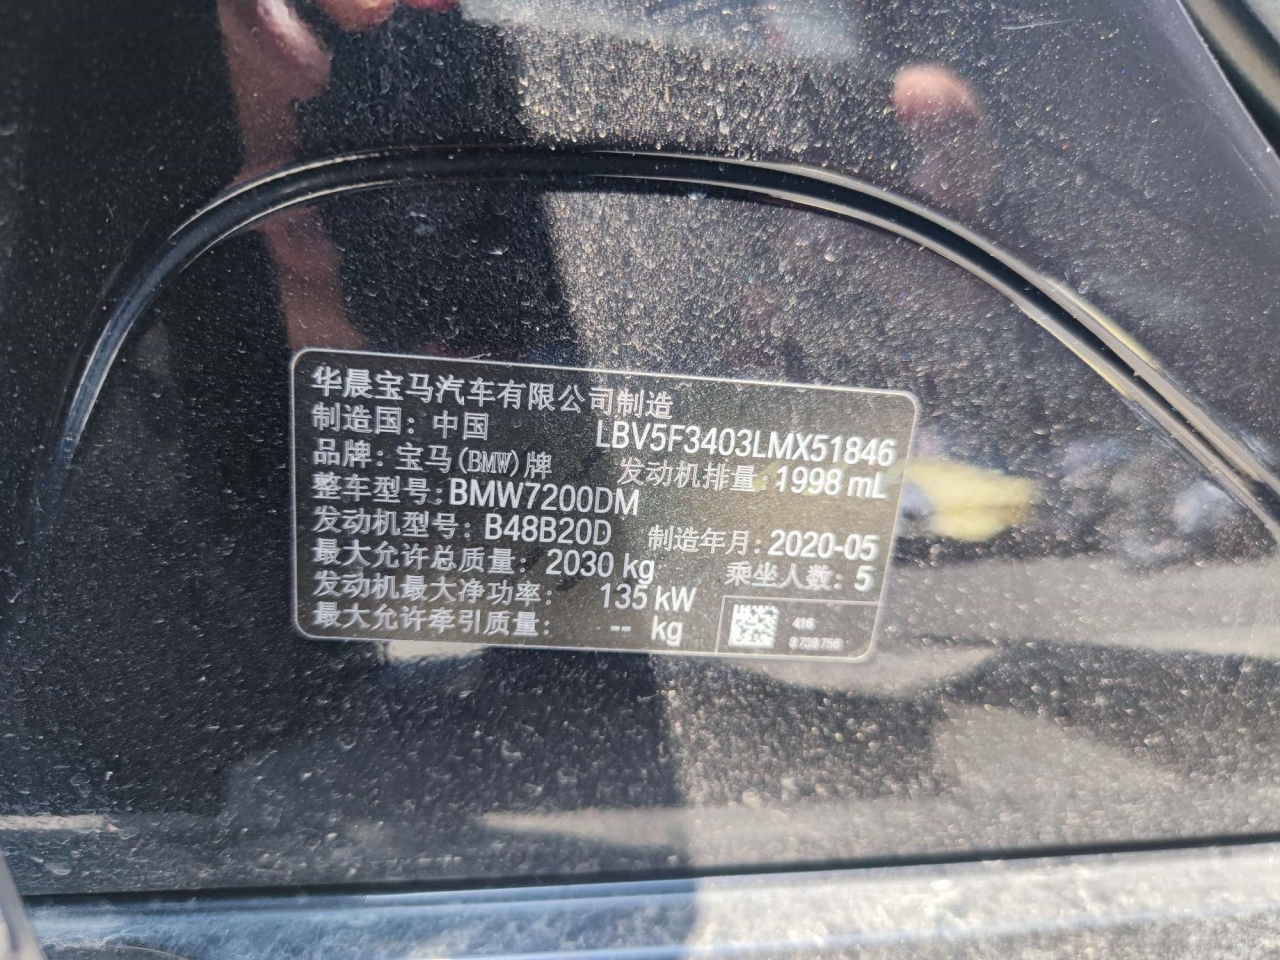 华晨宝马汽车有限公司制造
制造国：中国 LBV5F3403LMX51846
品牌：宝马(BMW)牌 发动机排量：1998 mL
整车型号：BMW7200DM
发动机型号：B48B20D 制造年月：2020-05
最大允许总质量：2030 kg 乘坐人数：5
发动机最大净功率：135 kW
最大允许牵引质量：-- kg
416